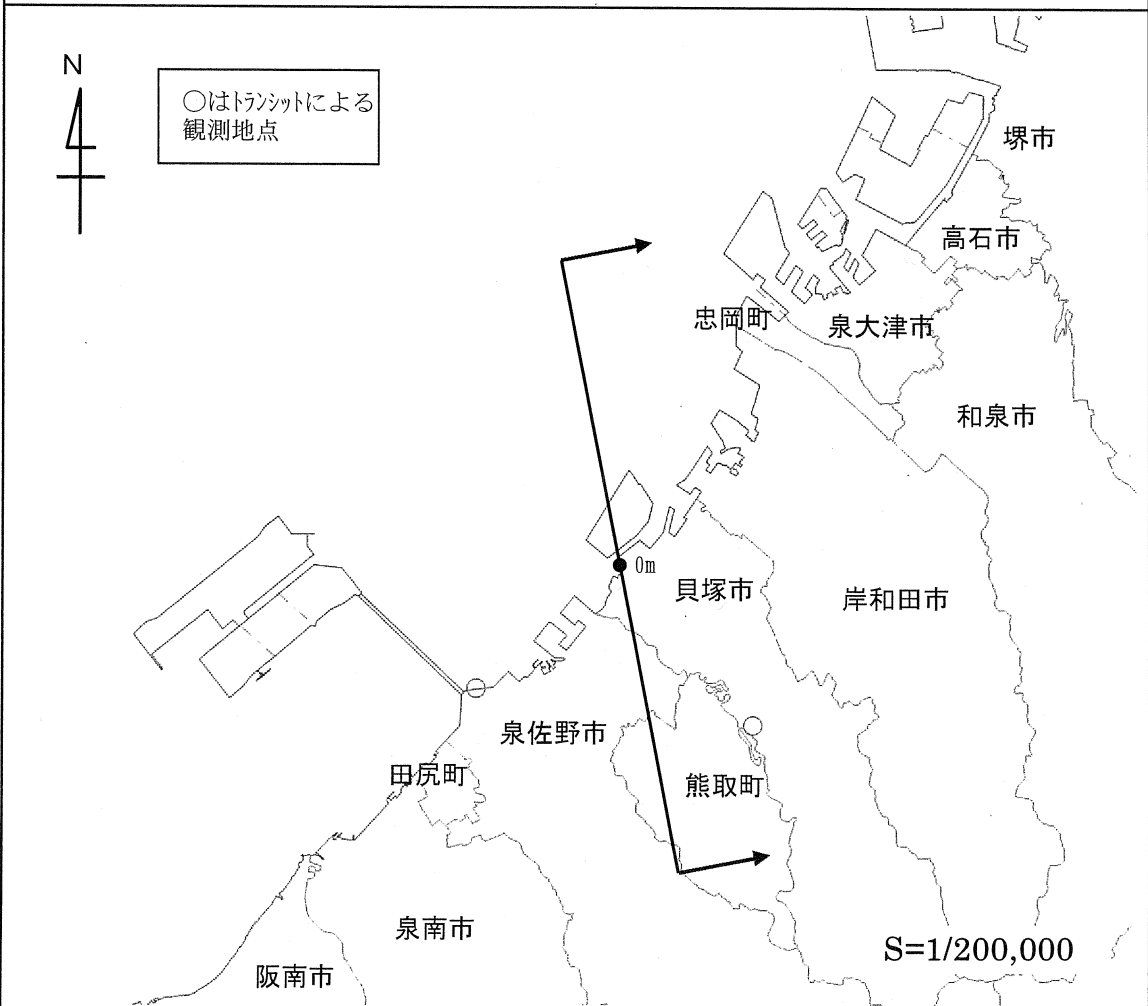 N
○はトランシットによる
観測地点
堺市
高石市
忠岡町
泉大津市
和泉市
0m
貝塚市
岸和田市
泉佐野市
田尻町
熊取町
泉南市
S=1/200,000
阪南市